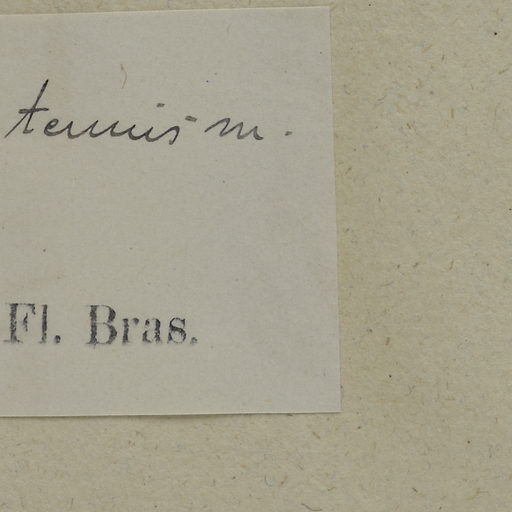 tenuis m.
Fl. Bras.